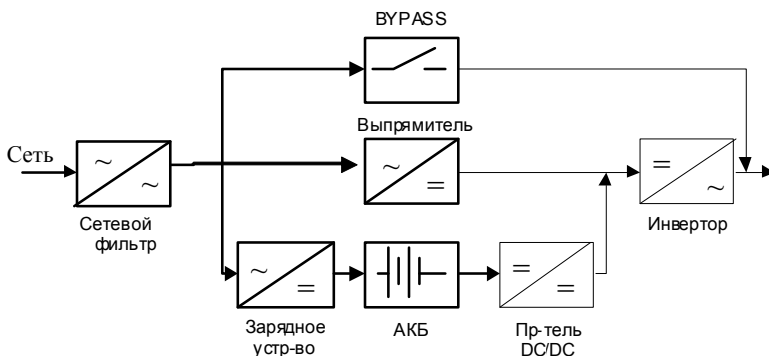 BYPASS
Выпрямитель
Сеть
~
~
~
=
=
~
Сетевой
фильтр
Инвертор
~
=
=
=
Зарядное
устр-во
АКБ
Пр-тель
DC/DC